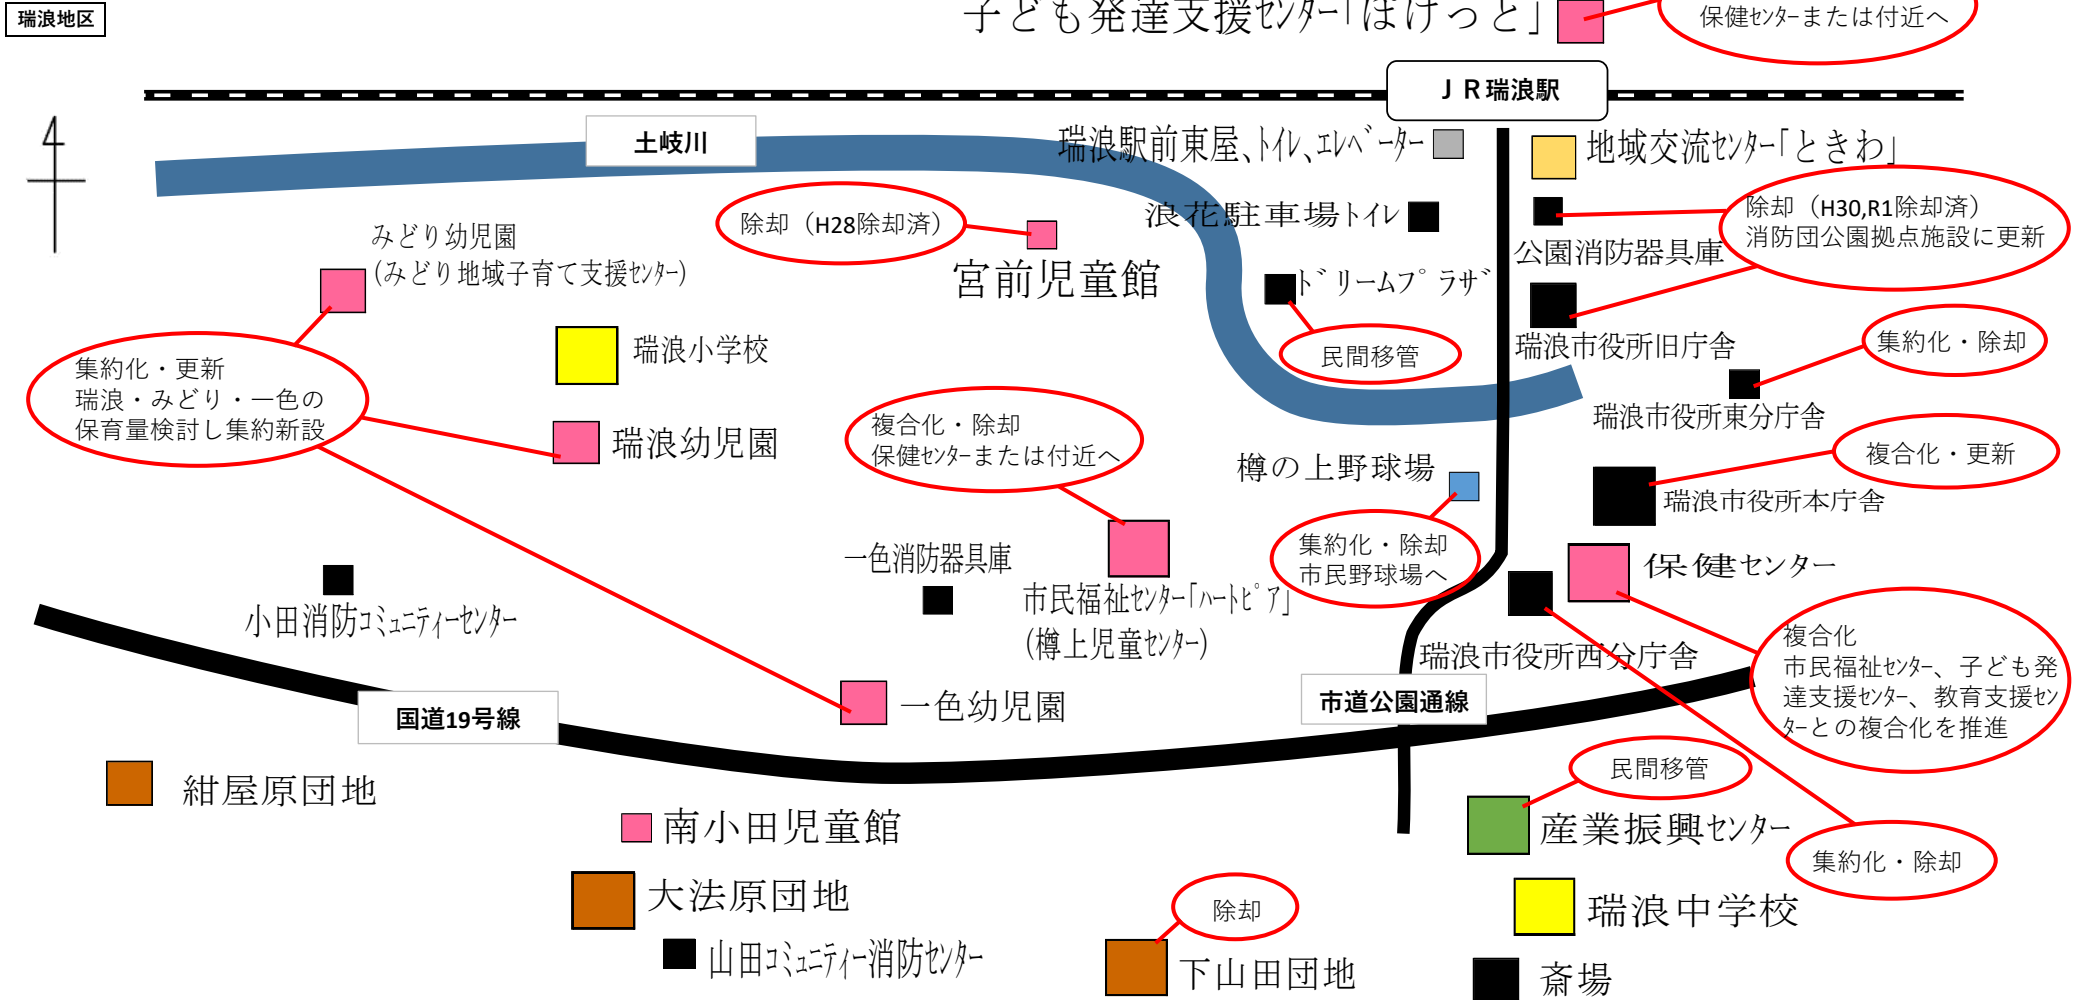 瑞浪地区
子ども発達支援ｾﾝﾀｰ｢ぽけっと｣
保健ｾﾝﾀｰまたは付近へ
ＪＲ瑞浪駅
土岐川
瑞浪駅前東屋､ﾄｲﾚ､ｴﾚﾍﾞｰﾀｰ
地域交流ｾﾝﾀｰ｢ときわ｣
除却（H28除却済）
浪花駐車場ﾄｲﾚ
除却（H30,R1除却済）
消防団公園拠点施設に更新
みどり幼児園
(みどり地域子育て支援ｾﾝﾀｰ)
宮前児童館
公園消防器具庫
ﾄﾞﾘｰﾑﾌﾟﾗｻﾞ
瑞浪小学校
民間移管
瑞浪市役所旧庁舎
集約化・除却
集約化・更新
瑞浪・みどり・一色の
保育量検討し集約新設
瑞浪市役所東分庁舎
瑞浪幼児園
複合化・除却
保健ｾﾝﾀｰまたは付近へ
樽の上野球場
複合化・更新
瑞浪市役所本庁舎
集約化・除却
市民野球場へ
一色消防器具庫
保健センター
小田消防ｺﾐｭﾆﾃｨｰｾﾝﾀｰ
市民福祉ｾﾝﾀｰ｢ﾊｰﾄﾋﾟｱ｣
(樽上児童ｾﾝﾀｰ)
瑞浪市役所西分庁舎
複合化
市民福祉ｾﾝﾀｰ、子ども発
達支援ｾﾝﾀｰ、教育支援ｾﾝ
ﾀｰとの複合化を推進
一色幼児園
市道公園通線
国道19号線
紺屋原団地
民間移管
南小田児童館
産業振興ｾﾝﾀｰ
集約化・除却
大法原団地
除却
瑞浪中学校
山田ｺﾐｭﾆﾃｨｰ消防ｾﾝﾀｰ
下山田団地
斎場